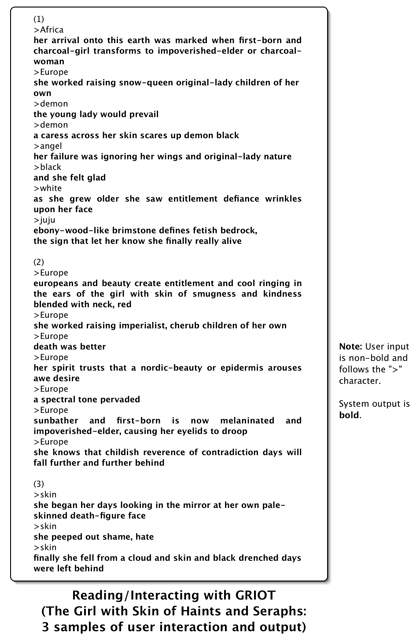 (1)
>Africa
her arrival onto this earth was marked when first-born and
charcoal-girl transforms to impoverished-elder or charcoal-
woman
>Europe
she worked raising snow-queen original-lady children of her
own
>demon
the young lady would prevail
>demon
a caress across her skin scares up demon black
>angel
her failure was ignoring her wings and original-lady nature
>black
and she felt glad
>white
as she grew older she saw entitlement defiance wrinkles
upon her face
>juju
ebony-wood-like brimstone defines fetish bedrock,
the sign that let her know she finally really alive
(2)
>Europe
europeans and beauty create entitlement and cool ringing in
the ears of the girl with skin of smugness and kindness
blended with neck, red
>Europe
she worked raising imperialist, cherub children of her own
>Europe
death was better
>Europe
her spirit trusts that a nordic-beauty or epidermis arouses
awe desire
>Europe
a spectral tone pervaded
>Europe
sunbather and first-born is now melaninated and
impoverished-elder, causing her eyelids to droop
>Europe
she knows that childish reverence of contradiction days will
fall further and further behind
(3)
>skin
she began her days looking in the mirror at her own pale-
skinned death-figure face
>skin
she peeped out shame, hate
>skin
finally she fell from a cloud and skin and black drenched days
were left behind
Note: User input
is non-bold and
follows the ">"
character.
System output is
bold.
Reading/Interacting with GRIOT
(The Girl with Skin of Haints and Seraphs:
3 samples of user interaction and output)